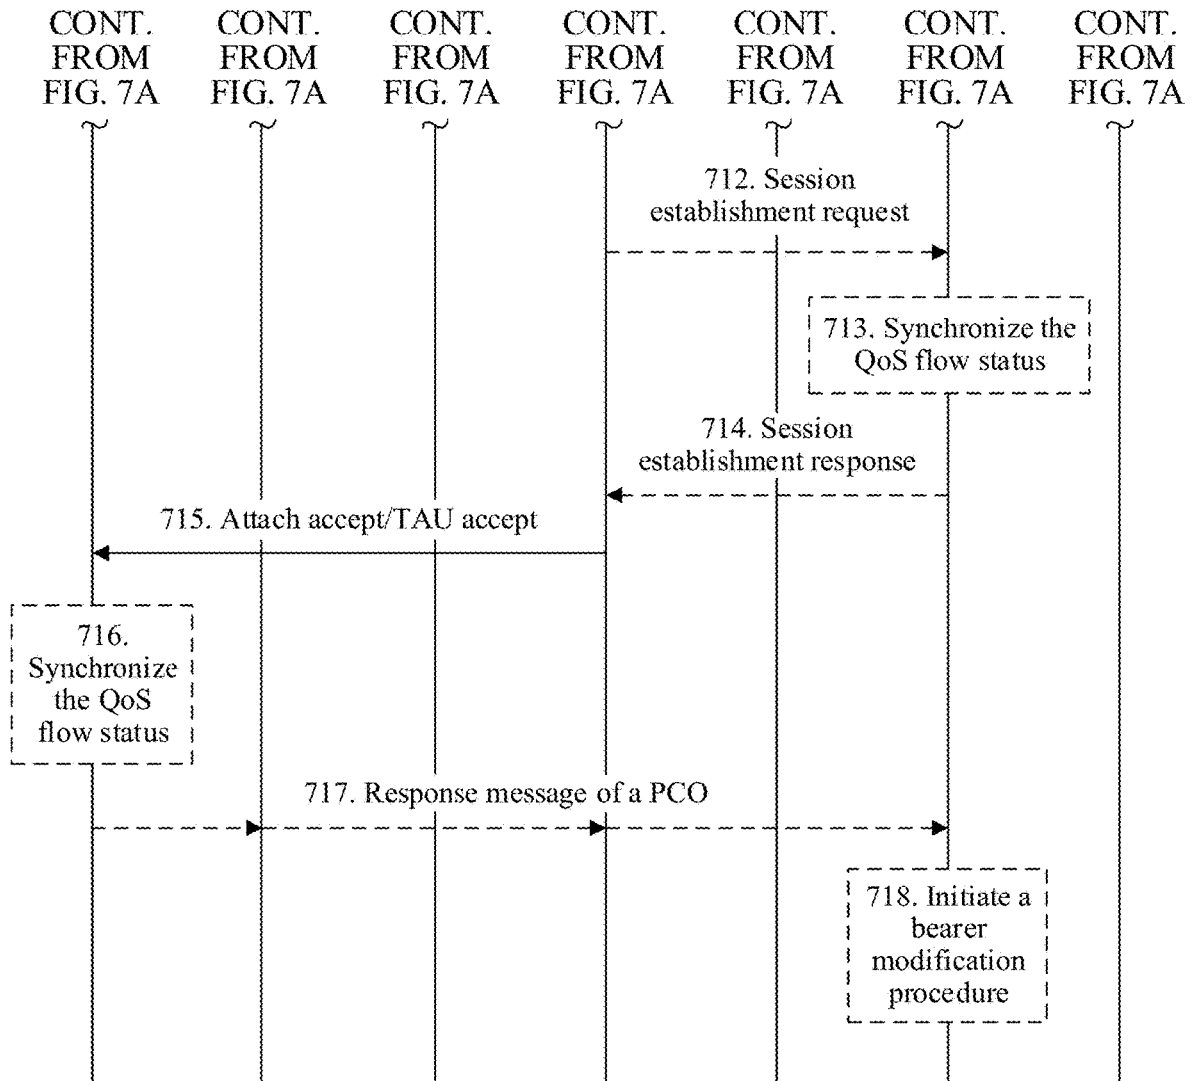 CONT. FROM FIG. 7A
CONT. FROM FIG. 7A
CONT. FROM FIG. 7A
CONT. FROM FIG. 7A
CONT. FROM FIG. 7A
CONT. FROM FIG. 7A
CONT. FROM FIG. 7A
712. Session
establishment request
713. Synchronize the
QoS flow status
714. Session
establishment response
715. Attach accept/TAU accept
716.
Synchronize
the QoS
flow status
717. Response message of a PCO
718. Initiate a
bearer
modification
procedure